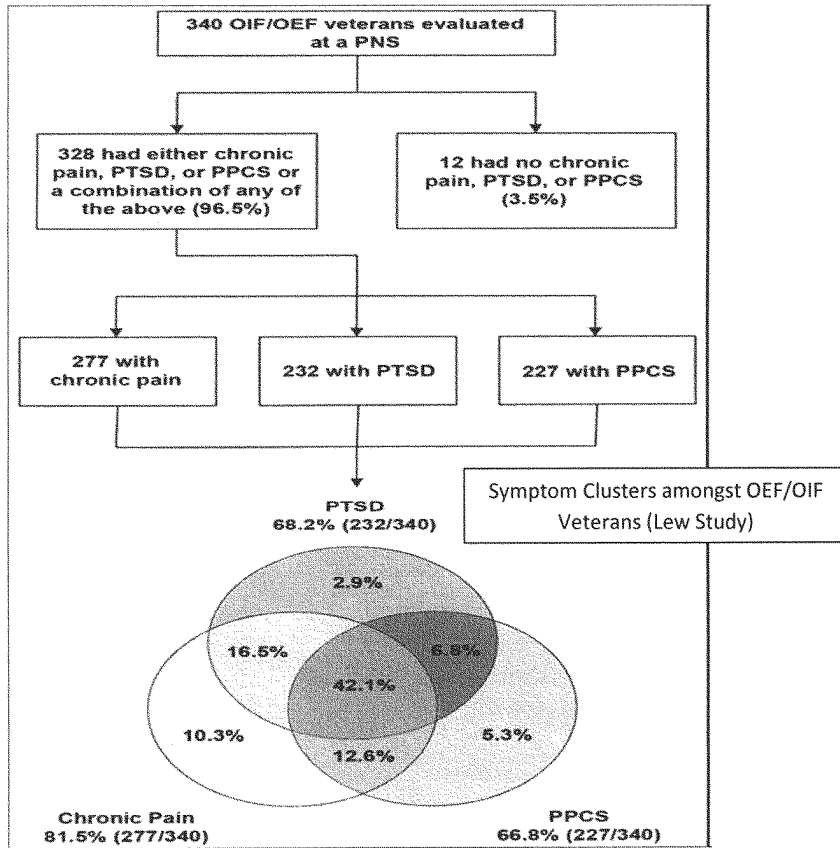 340 OIF/OEF veterans evaluated
at a PNS
328 had either chronic
pain, PTSD, or PPCS or
a combination of any of
the above (96.5%)
12 had no chronic
pain, PTSD, or PPCS
(3.5%)
277 with
chronic pain
232 with PTSD
227 with PPCS
Symptom Clusters amongst OEF/OIF
Veterans (Lew Study)
PTSD
68.2% (232/340)
2.9%
16.5%
6.8%
42.1%
10.3%
12.6%
5.3%
Chronic Pain
81.5% (277/340)
PPCS
66.8% (227/340)